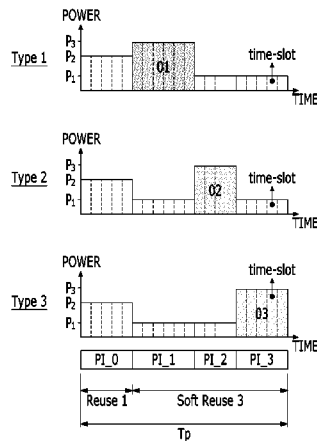 POWER
P3
P2
P1
Type 1
01
time-slot
TIME
POWER
P3
P2
P1
Type 2
02
time-slot
TIME
POWER
P3
P2
P1
Type 3
03
time-slot
TIME
PI_0 PI_1 PI_2 PI_3
Reuse 1 Soft Reuse 3
Tp